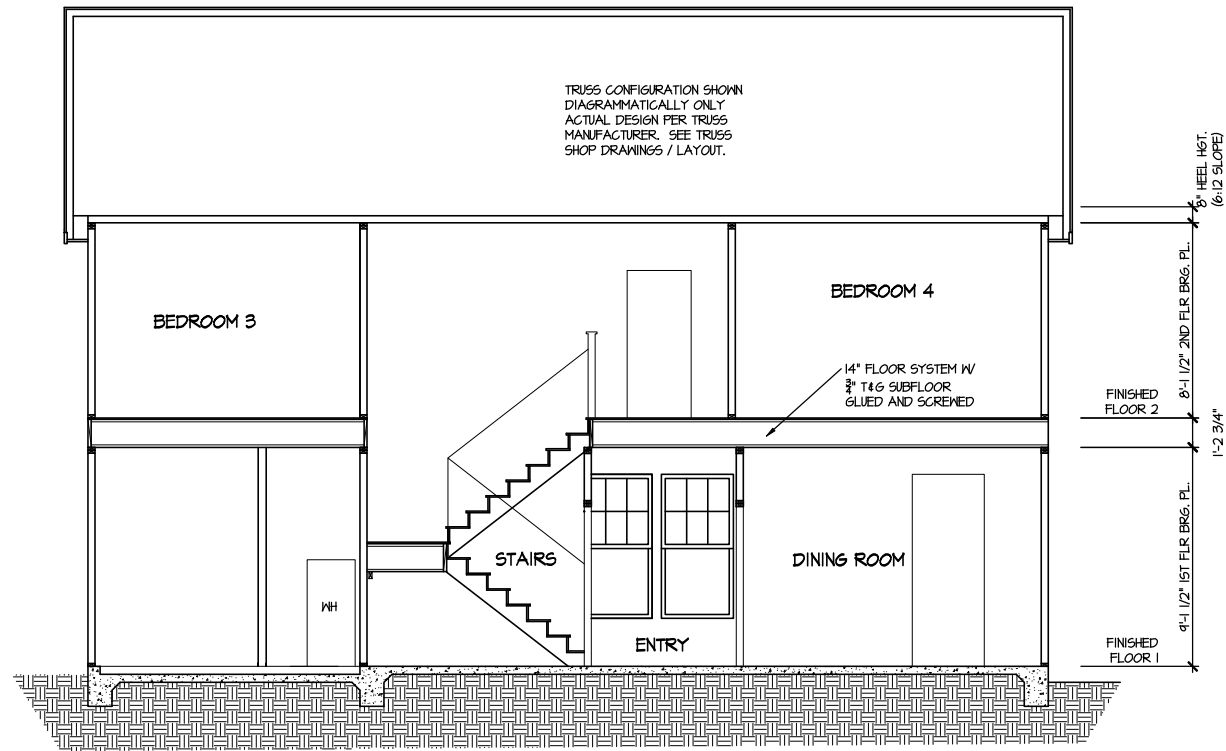 TRUSS CONFIGURATION SHOWN
DIAGRAMMATICALLY ONLY
ACTUAL DESIGN PER TRUSS
MANUFACTURER. SEE TRUSS
SHOP DRAWINGS / LAYOUT.
8" HEEL HGT.
(6:12 SLOPE)
BEDROOM 3
BEDROOM 4
8'-1 1/2" 2ND FLR BRG. PL.
14" FLOOR SYSTEM W/
3/4" T&G SUBFLOOR
GLUED AND SCREWED
FINISHED
FLOOR 2
1'-2 3/4"
STAIRS
DINING ROOM
9'-1 1/2" 1ST FLR BRG. PL.
WH
ENTRY
FINISHED
FLOOR 1